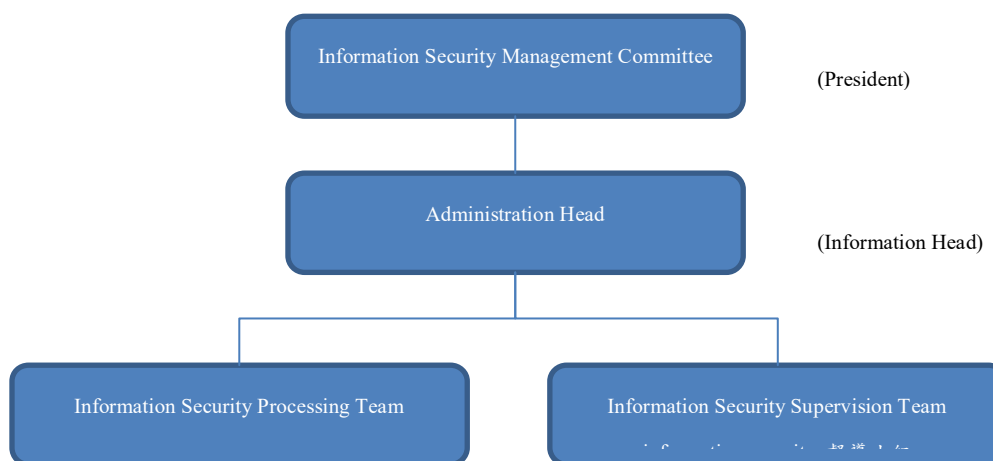 Information Security Management Committee
(President)
Administration Head
(Information Head)
Information Security Processing Team
Information Security Supervision Team